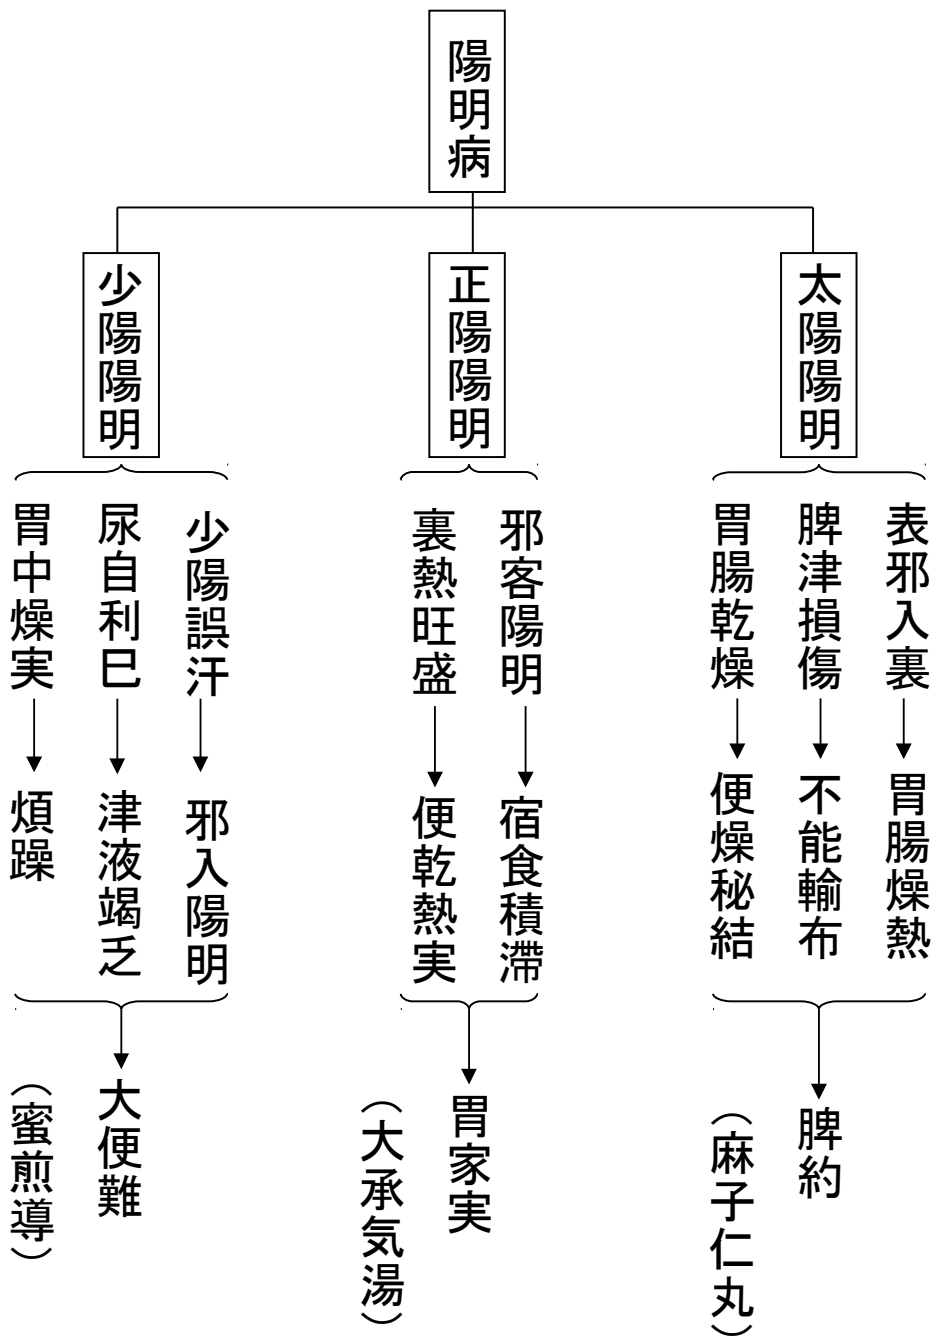 陽明病
太陽陽明
表邪入裏
胃腸燥熱
脾津損傷
不能輸布
胃腸乾燥
便燥秘結
脾約
（麻子仁丸）
正陽陽明
邪客陽明
宿食積滞
裏熱旺盛
便乾熱実
胃家実
（大承気湯）
少陽陽明
少陽誤汗
邪入陽明
尿自利巳
津液竭乏
胃中燥実
煩躁
大便難
（蜜煎導）